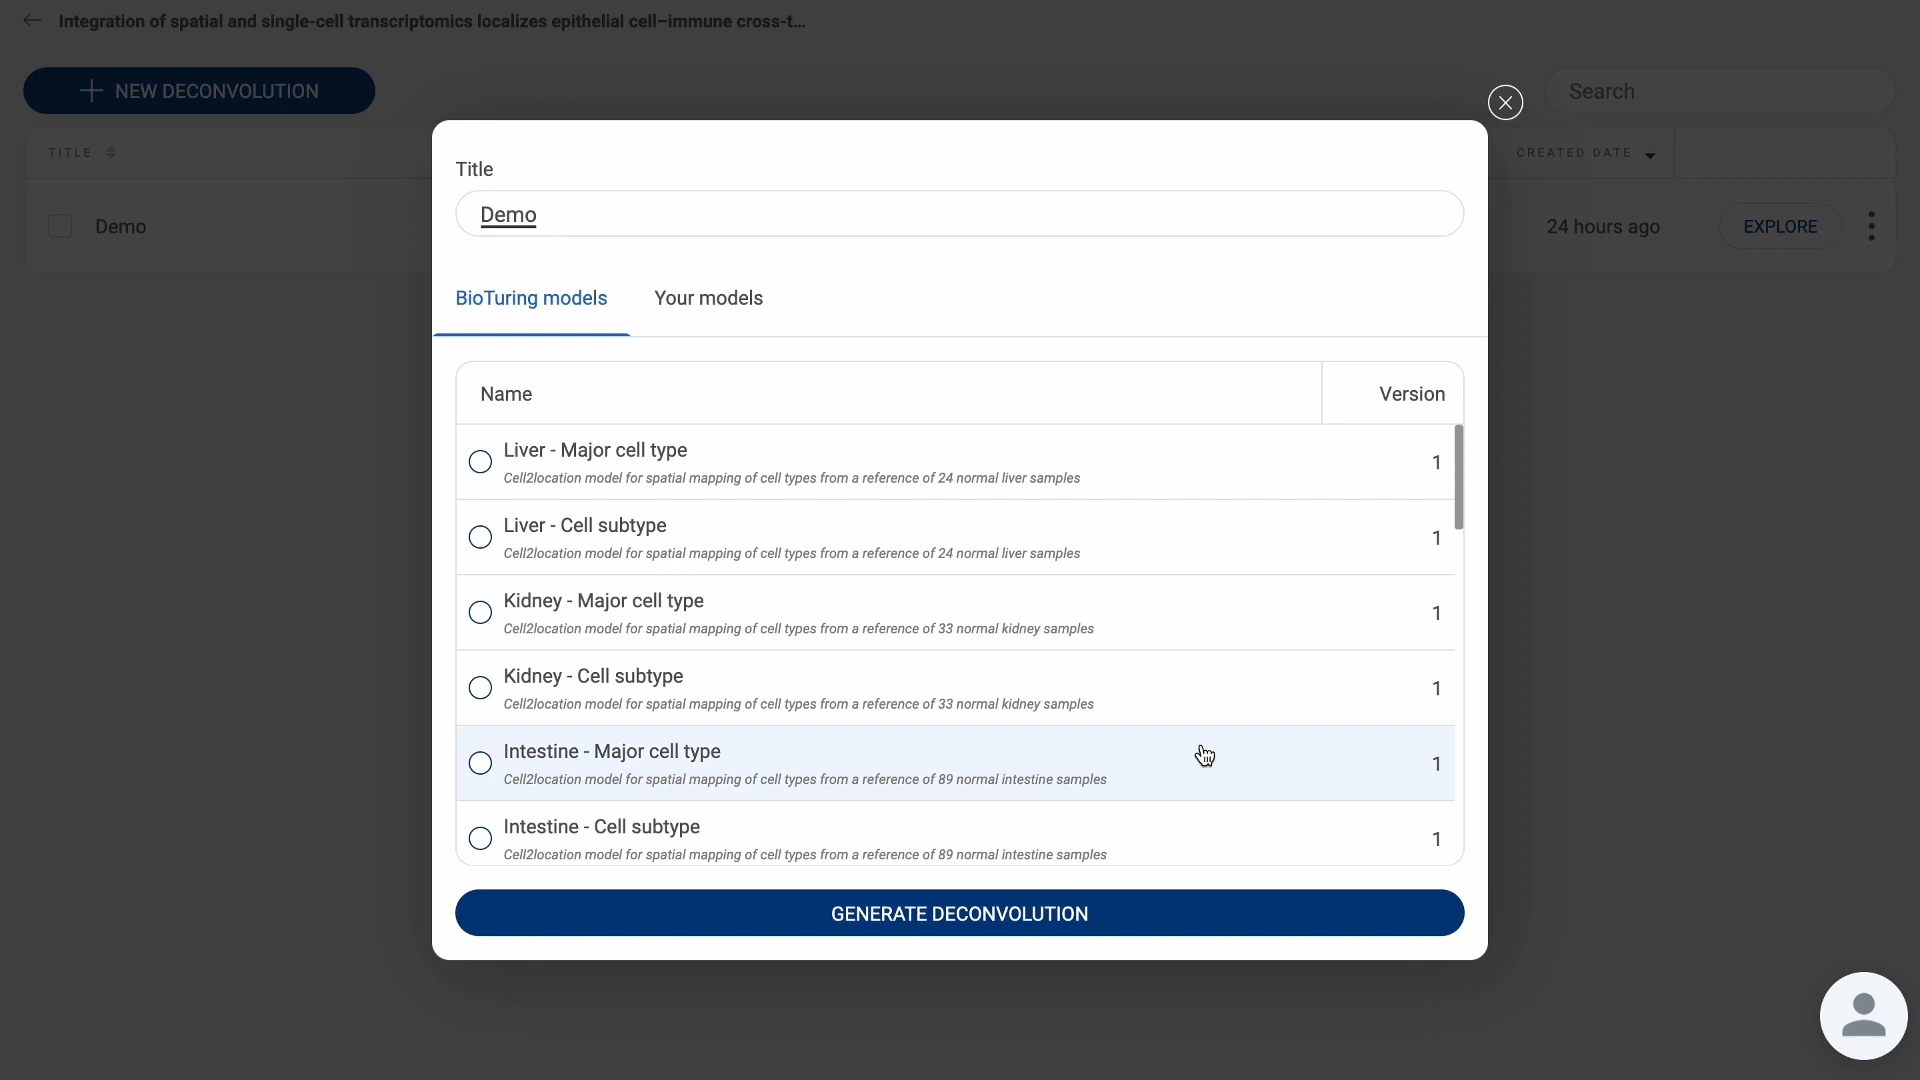 Integration of spatial and single-cell transcriptomics localizes epithelial cell–immune cross-t...
NEW DECONVOLUTION
Search
TITLE
CREATED DATE
Demo
24 hours ago
EXPLORE
Title
Demo
BioTuring models
Your models
Name
Version
Liver - Major cell type
Cell2location model for spatial mapping of cell types from a reference of 24 normal liver samples
1
Liver - Cell subtype
Cell2location model for spatial mapping of cell types from a reference of 24 normal liver samples
1
Kidney - Major cell type
Cell2location model for spatial mapping of cell types from a reference of 33 normal kidney samples
1
Kidney - Cell subtype
Cell2location model for spatial mapping of cell types from a reference of 33 normal kidney samples
1
Intestine - Major cell type
Cell2location model for spatial mapping of cell types from a reference of 89 normal intestine samples
1
Intestine - Cell subtype
Cell2location model for spatial mapping of cell types from a reference of 89 normal intestine samples
1
GENERATE DECONVOLUTION